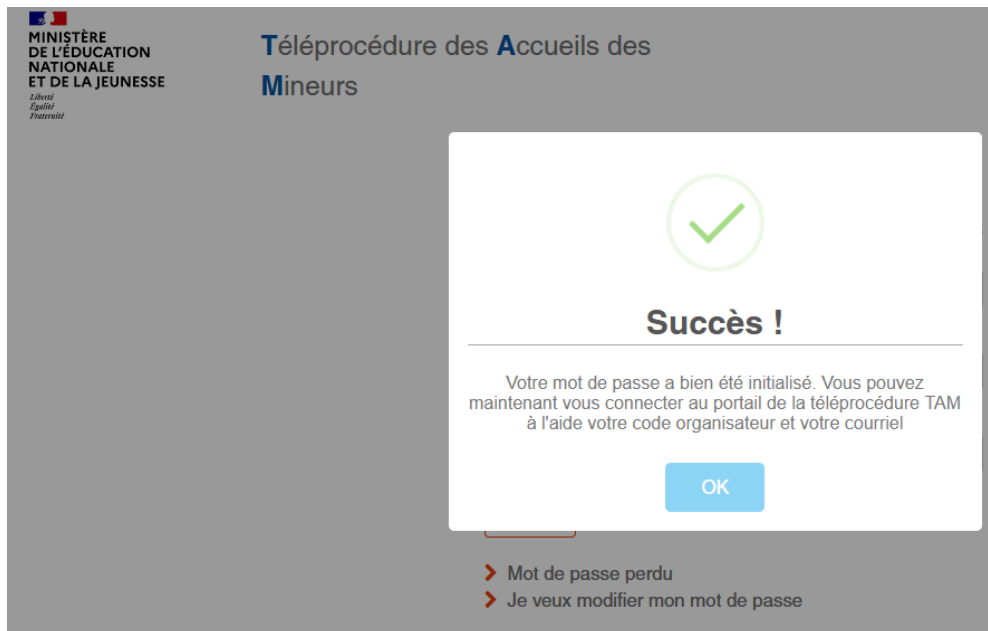 MINISTÈRE
DE L'ÉDUCATION
NATIONALE
ET DE LA JEUNESSE
Liberté
Égalité
Fraternité
Téléprocédure des Accueils des
Mineurs
Succès !
Votre mot de passe a bien été initialisé. Vous pouvez
maintenant vous connecter au portail de la téléprocédure TAM
à l'aide votre code organisateur et votre courriel
OK
Mot de passe perdu
Je veux modifier mon mot de passe